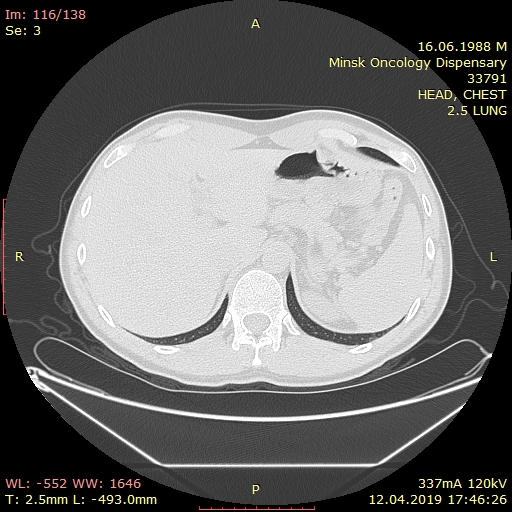 Im: 116/138
Se: 3
A
16.06.1988 M
Minsk Oncology Dispensary
33791
HEAD, CHEST
2.5 LUNG
R
L
WL: -552 WW: 1646
T: 2.5mm L: -493.0mm
P
337mA 120kV
12.04.2019 17:46:26